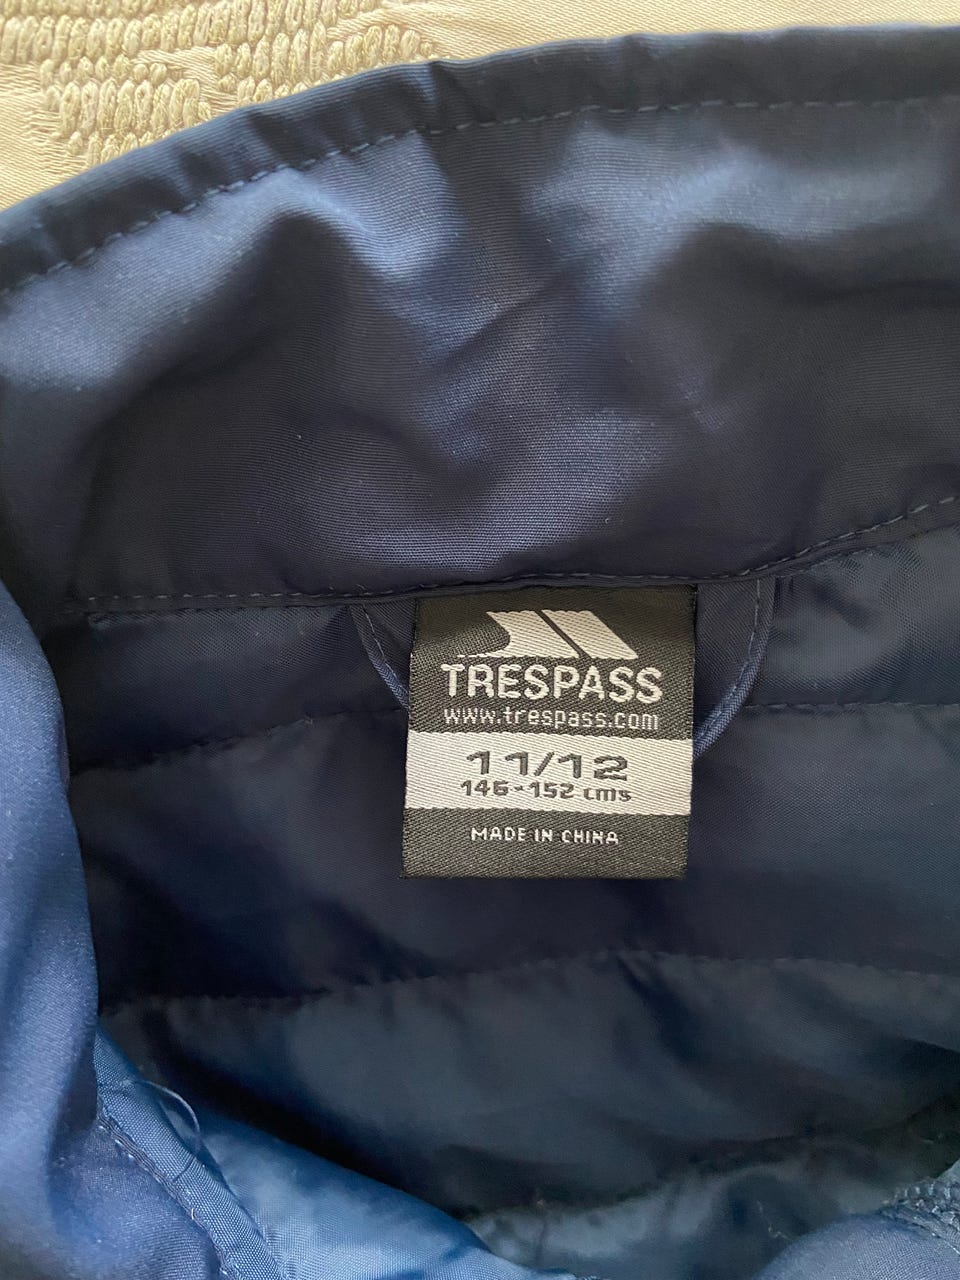 TRESPASS
www.trespass.com
11/12
146-152 cms
MADE IN CHINA